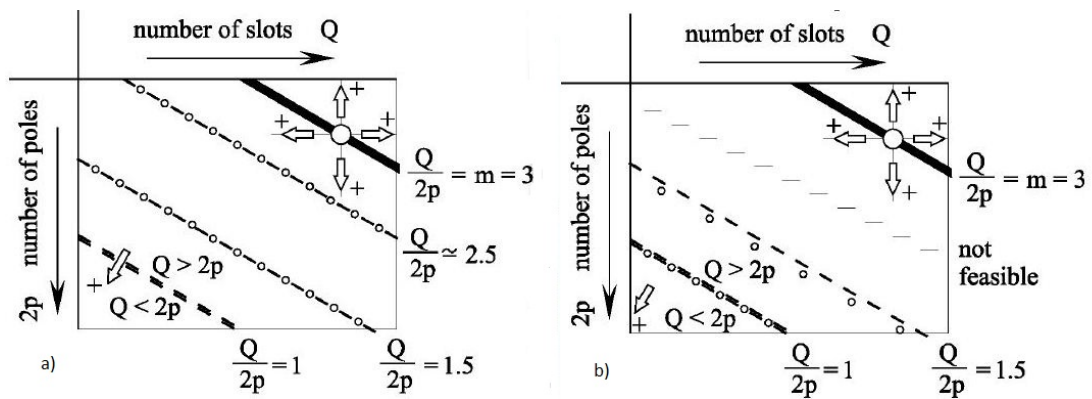 number of slots Q
number of poles
2p
+
+
+
+
Q/2p = m = 3
Q/2p ≃ 2.5
Q > 2p
+
Q < 2p
Q/2p = 1
Q/2p = 1.5
a)
number of slots Q
number of poles
2p
+
+
+
+
Q/2p = m = 3
not
feasible
Q > 2p
Q < 2p
+
Q/2p = 1
Q/2p = 1.5
b)